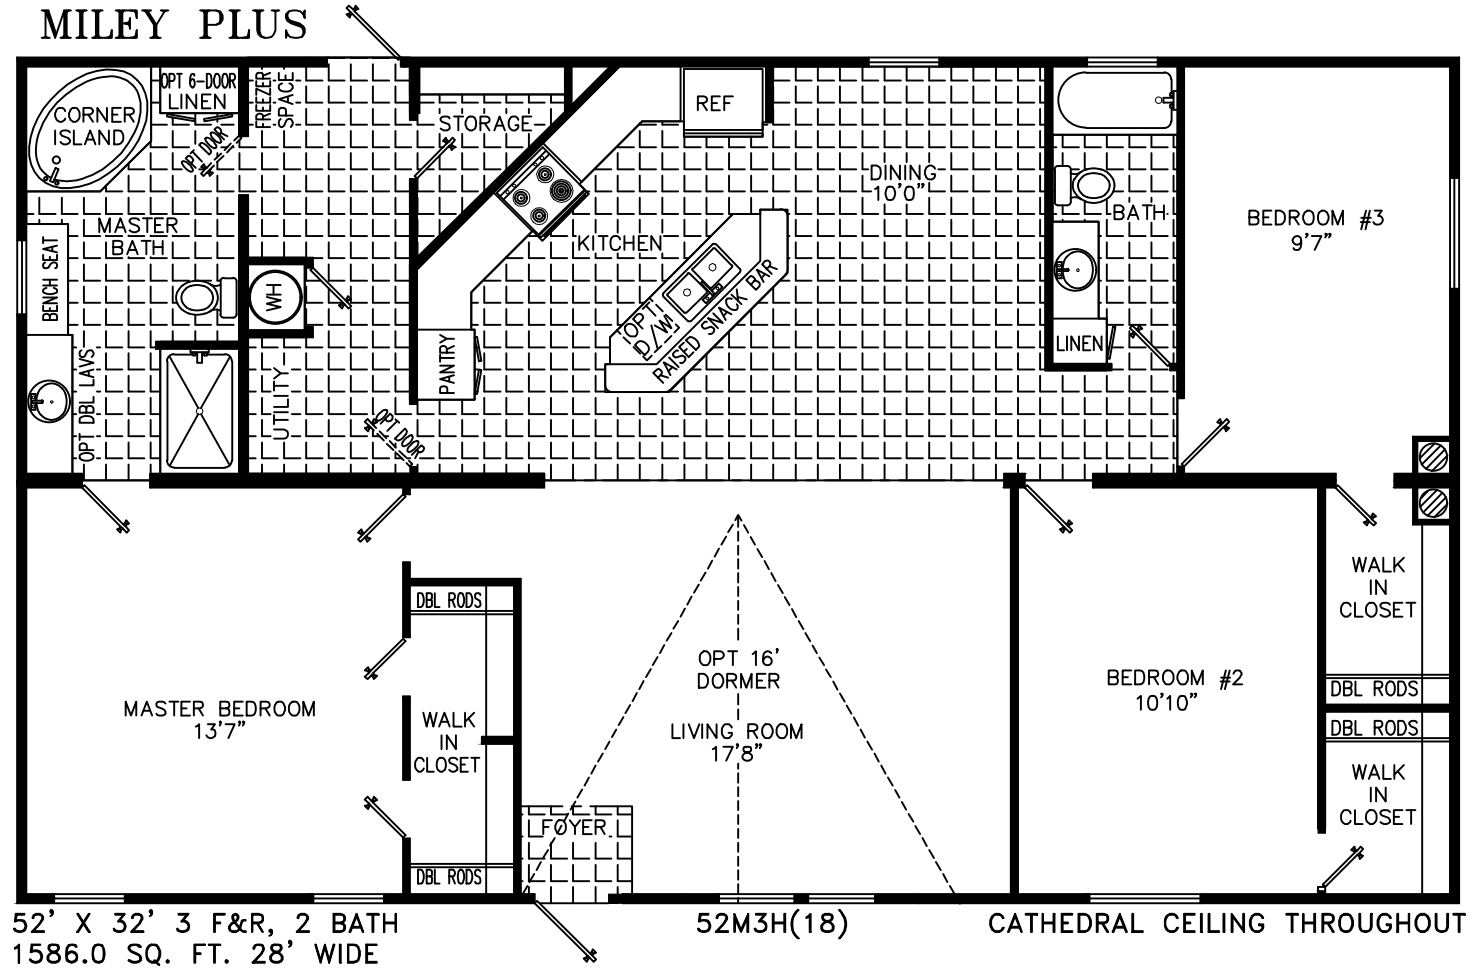 MILEY PLUS
CORNER
ISLAND
OPT 6-DOOR
LINEN
OPT DOOR
FREEZER
SPACE
STORAGE
REF
DINING
10'0"
BATH
BEDROOM #3
9'7"
MASTER
BATH
BENCH SEAT
WH
KITCHEN
OPT
D/W
RAISED SNACK BAR
LINEN
PANTRY
OPT DBL LAVS
UTILITY
OPT DOOR
DBL RODS
WALK
IN
CLOSET
DBL RODS
MASTER BEDROOM
13'7"
OPT 16'
DORMER
LIVING ROOM
17'8"
FOYER
BEDROOM #2
10'10"
WALK
IN
CLOSET
DBL RODS
DBL RODS
WALK
IN
CLOSET
52' X 32' 3 F&R, 2 BATH
1586.0 SQ. FT. 28' WIDE
52M3H(18)
CATHEDRAL CEILING THROUGHOUT